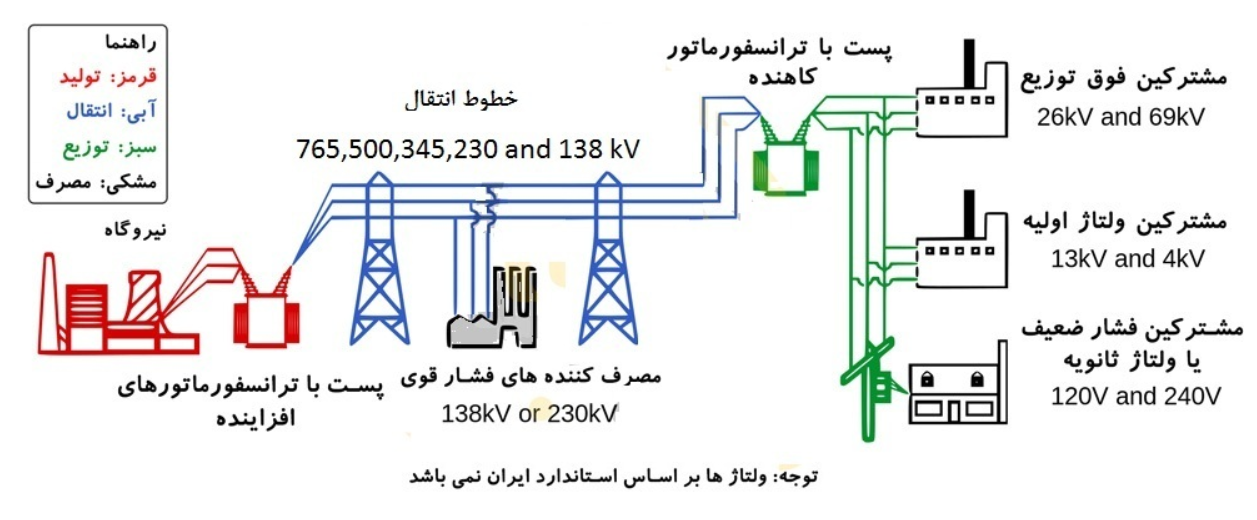 راهنما
قرمز: تولید
آبی: انتقال
سبز: توزیع
مشکی: مصرف
نیروگاه
پست با ترانسفورماتورهای
افزاینده
خطوط انتقال
765,500,345,230 and 138 kV
مصرف کننده های فشار قوی
138kV or 230kV
پست با ترانسفورماتور
کاهنده
مشترکین فوق توزیع
26kV and 69kV
مشترکین ولتاژ اولیه
13kV and 4kV
مشترکین فشار ضعیف
یا ولتاژ ثانویه
120V and 240V
توجه: ولتاژ ها بر اساس استاندارد ایران نمی باشد